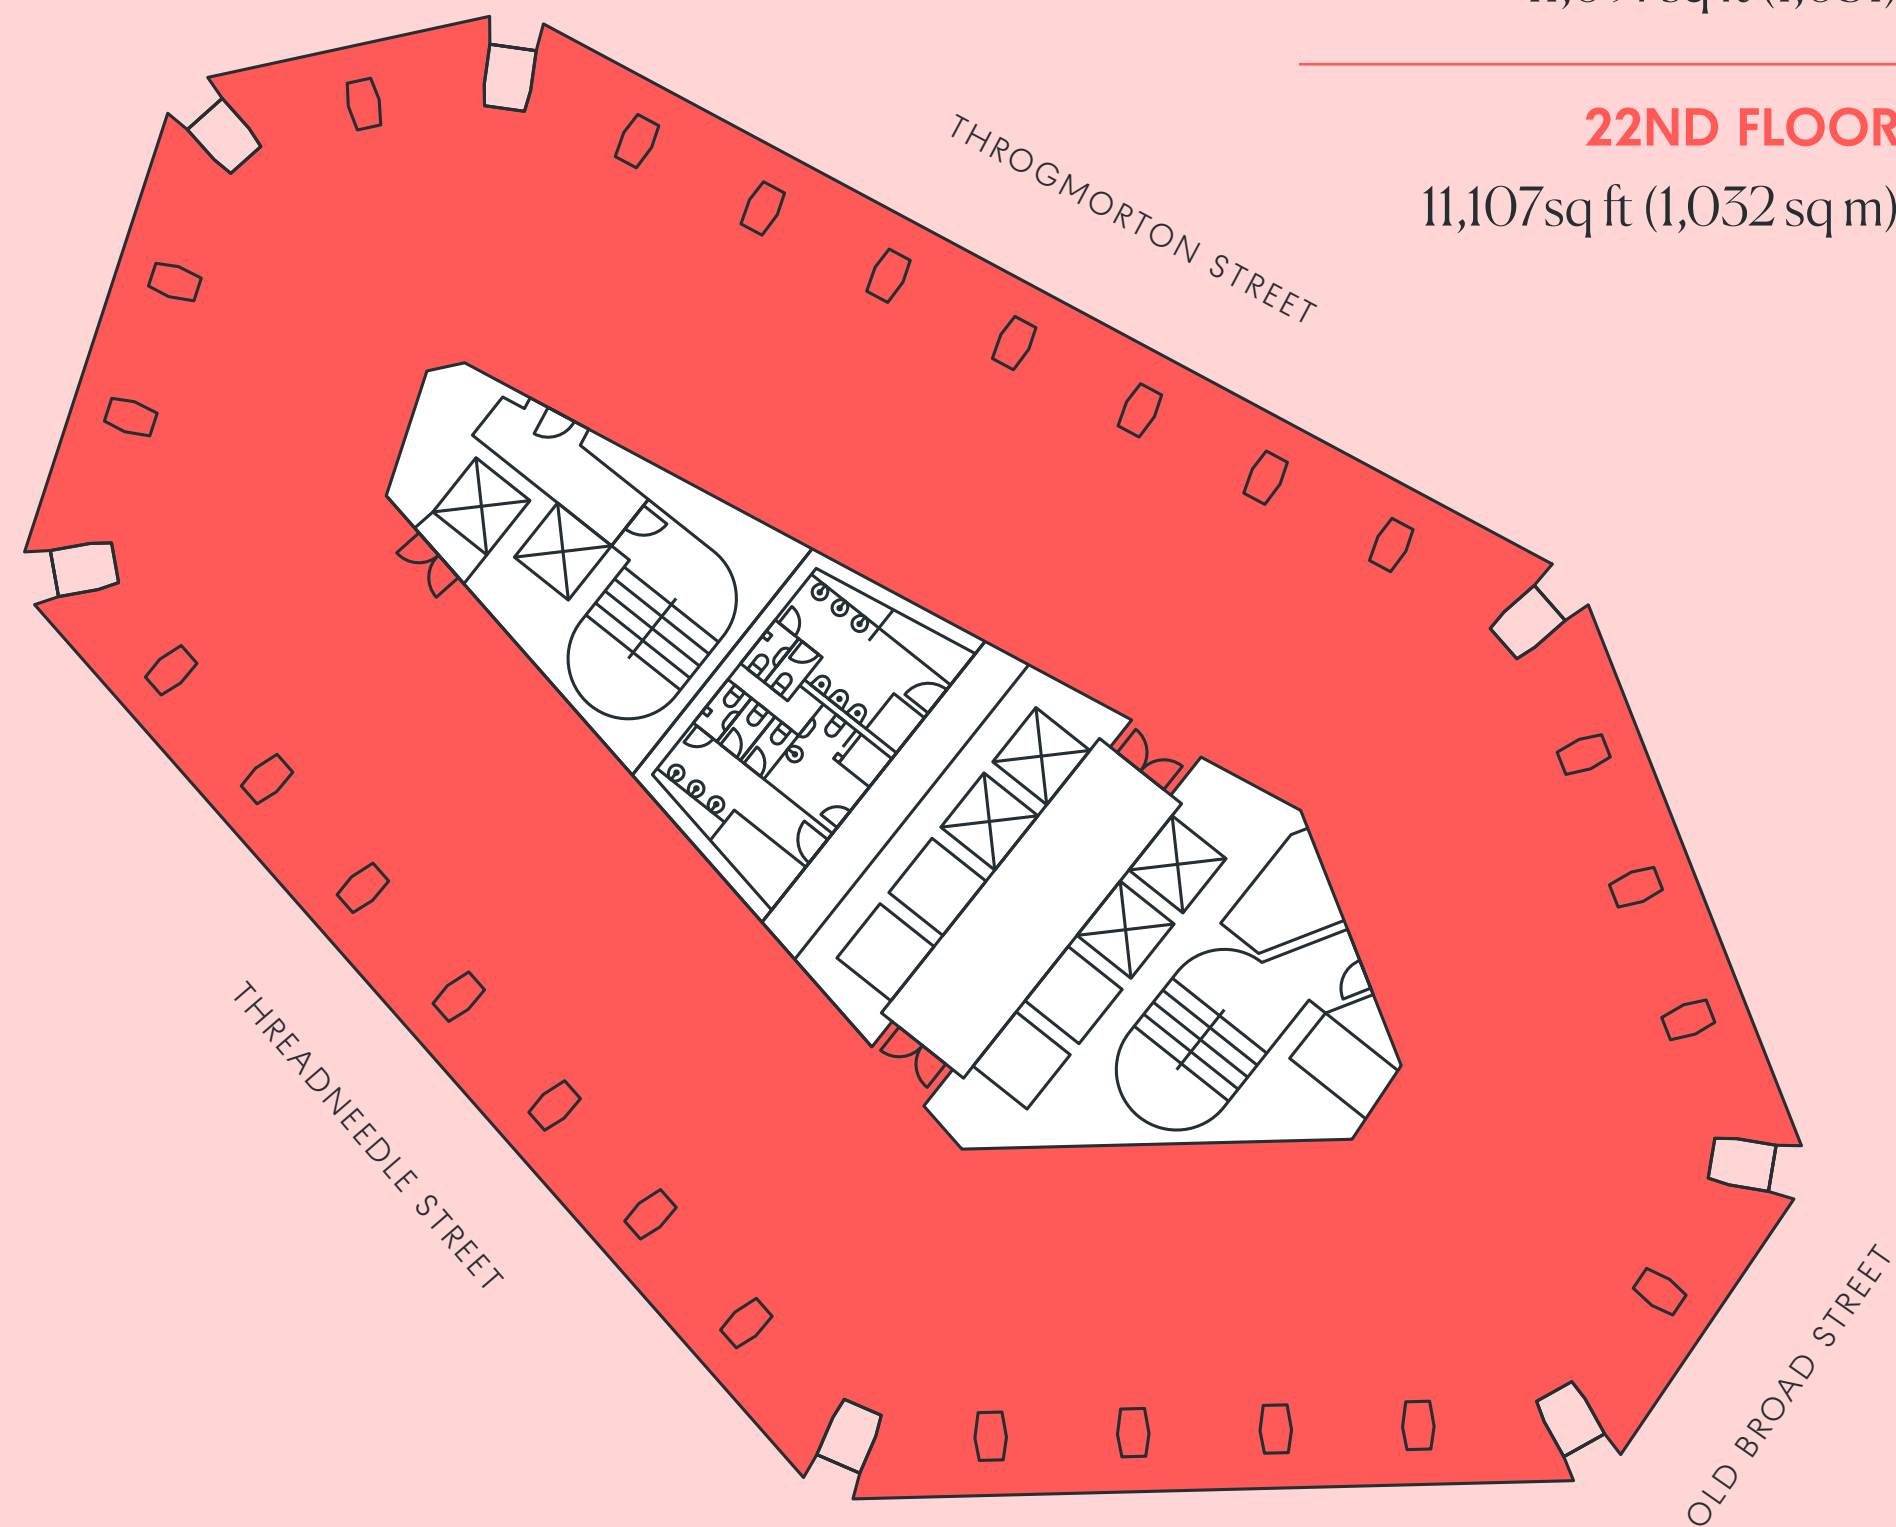 22ND FLOOR
11,107sq ft (1,032 sq m)
THROGMORTON STREET
THREADNEEDLE STREET
OLD BROAD STREET